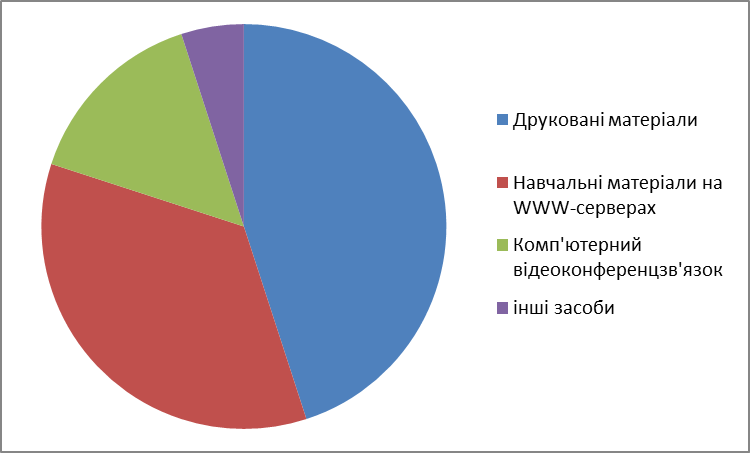 Друковані матеріали
Навчальні матеріали на
WWW-серверах
Комп'ютерний
відеоконференцзв'язок
інші засоби